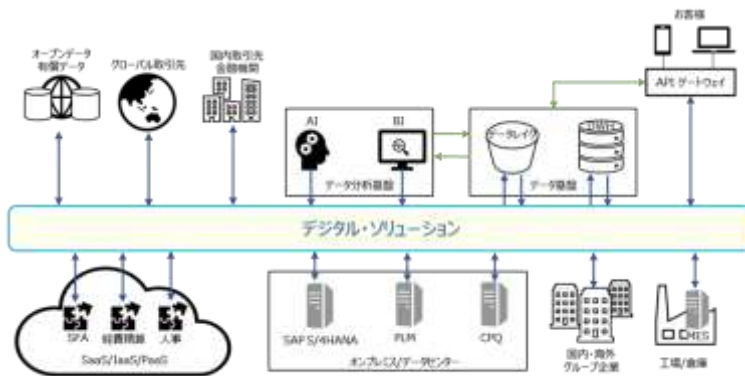 お客様
オープンデータ
有償データ
グローバル取引先
国内取引先
金融機関
APIゲートウェイ
AI
BI
データレイク
DWH
データ分析基盤
データ基盤
デジタル・ソリューション
SFA
経費精算
人事
SaaS/IaaS/PaaS
SAP S/4HANA
PLM
CPQ
オンプレミス/データセンター
国内・海外
グループ企業
MES
工場/倉庫